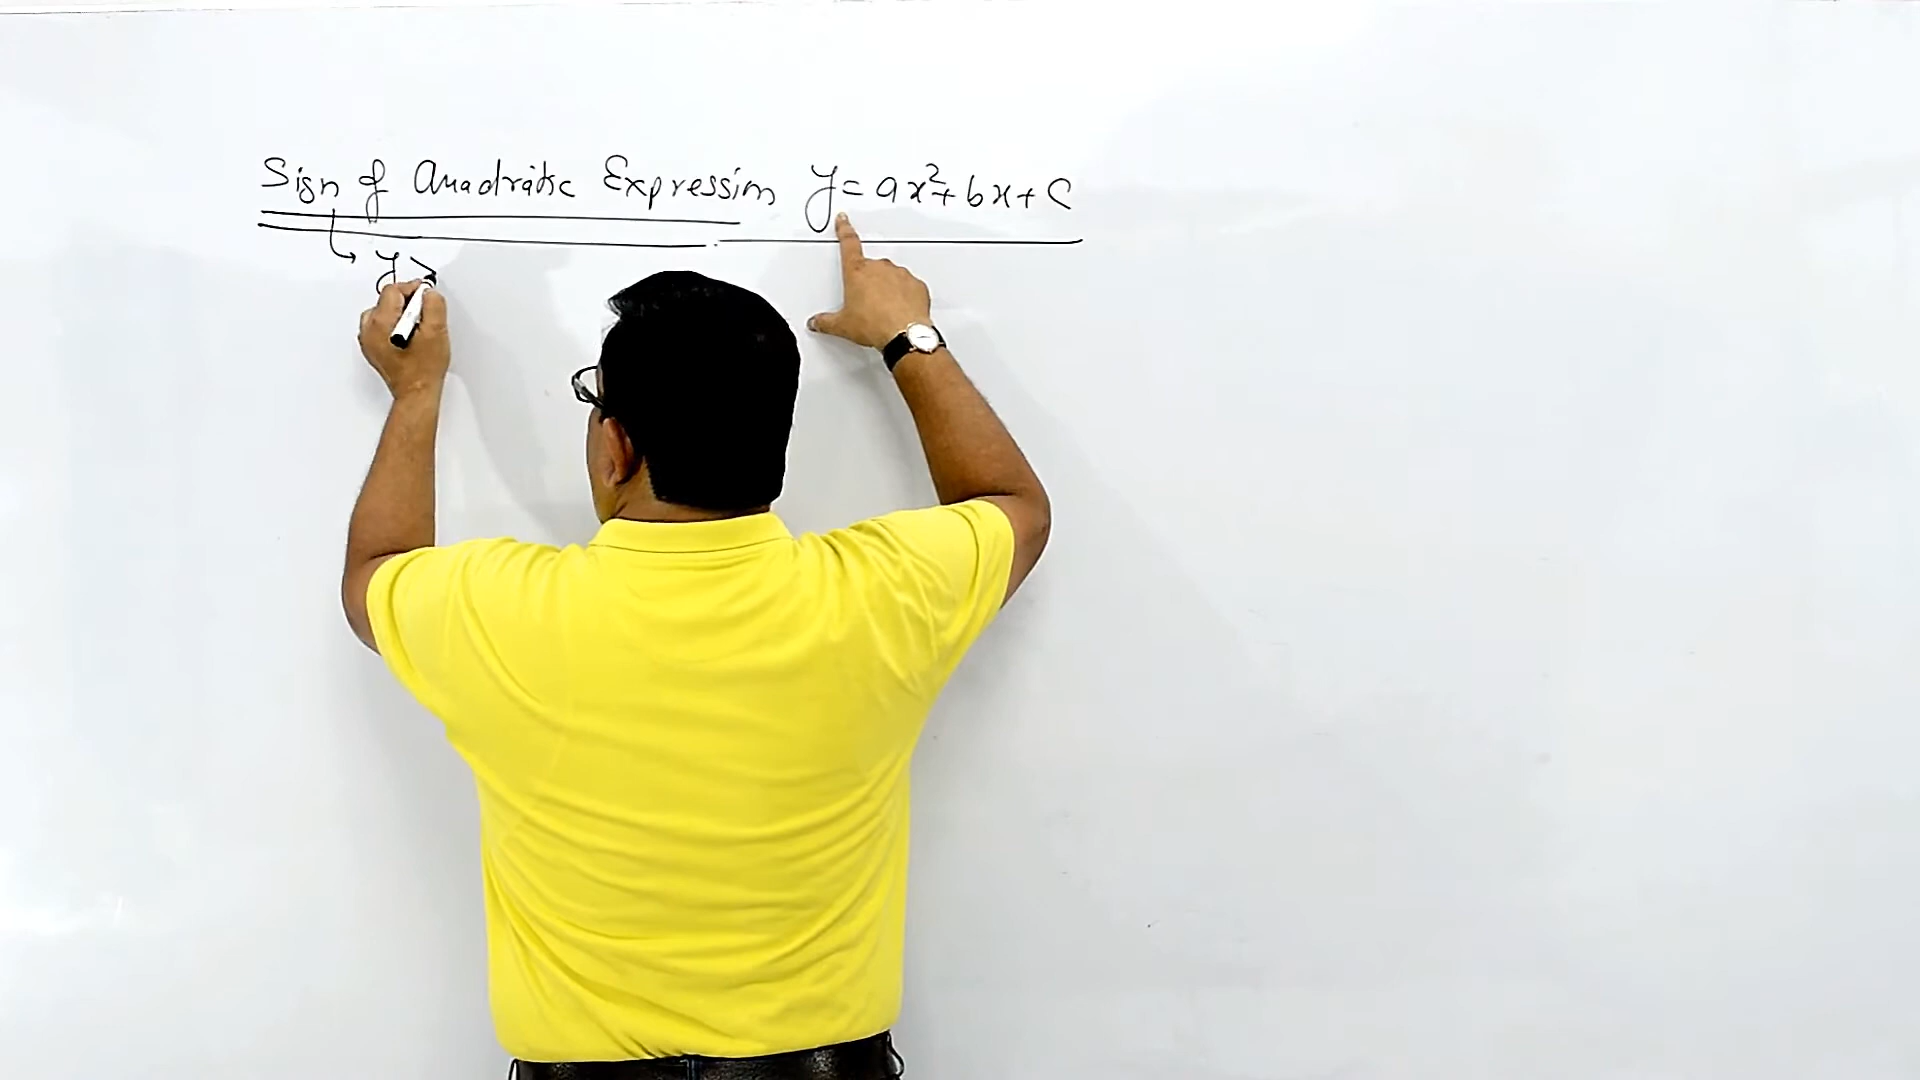 Sign of Quadratic Expression y = ax²+bx+c
↳ y >